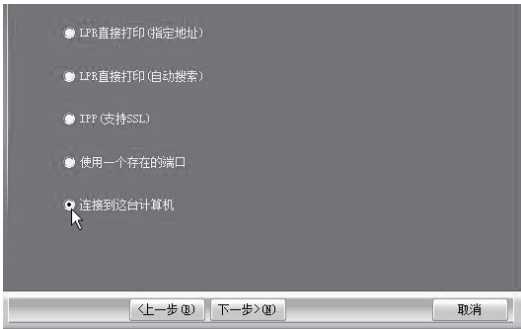 LPR直接打印(指定地址)
LPR直接打印(自动搜索)
IPP(支持SSL)
使用一个存在的端口
连接到这台计算机
<上一步(B) 下一步>(N) 取消